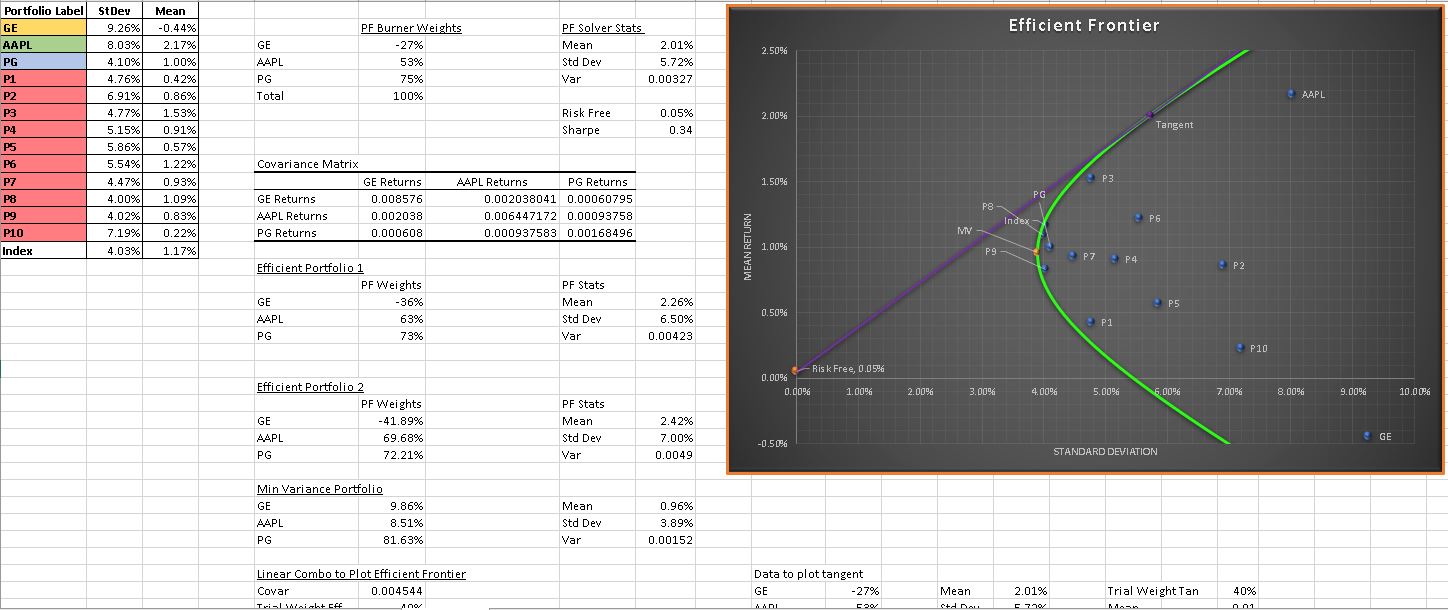 Portfolio Label StDev Mean
GE 9.26% -0.44%
AAPL 8.03% 2.17%
PG 4.10% 1.00%
P1 4.76% 0.42%
P2 6.91% 0.86%
P3 4.77% 1.53%
P4 5.15% 0.91%
P5 5.86% 0.57%
P6 5.54% 1.22%
P7 4.47% 0.93%
P8 4.00% 1.09%
P9 4.02% 0.83%
P10 7.19% 0.22%
Index 4.03% 1.17%
PF Burner Weights
GE -27%
AAPL 53%
PG 75%
Total 100%
PF Solver Stats
Mean 2.01%
Std Dev 5.72%
Var 0.00327
Risk Free 0.05%
Sharpe 0.34
Covariance Matrix
GE Returns AAPL Returns PG Returns
GE Returns 0.008576 0.002038041 0.00060795
AAPL Returns 0.002038 0.006447172 0.00093758
PG Returns 0.000608 0.000937583 0.00168496
Efficient Portfolio 1
PF Weights PF Stats
GE -36% Mean 2.26%
AAPL 63% Std Dev 6.50%
PG 73% Var 0.00423
Efficient Portfolio 2
PF Weights PF Stats
GE -41.89% Mean 2.42%
AAPL 69.68% Std Dev 7.00%
PG 72.21% Var 0.0049
Min Variance Portfolio
GE 9.86% Mean 0.96%
AAPL 8.51% Std Dev 3.89%
PG 81.63% Var 0.00152
Linear Combo to Plot Efficient Frontier
Covar 0.004544
Trial Weight Eff 40%
Efficient Frontier
2.50%
2.00%
1.50%
1.00%
0.50%
0.00%
-0.50%
MEAN RETURN
AAPL
Tangent
P3
PG
P8
Index
P6
MV
P9
P7
P4
P2
P5
P1
P10
Risk Free, 0.05%
GE
0.00% 1.00% 2.00% 3.00% 4.00% 5.00% 6.00% 7.00% 8.00% 9.00% 10.00%
STANDARD DEVIATION
Data to plot tangent
GE -27% Mean 2.01% Trial Weight Tan 40%
AAPL 53% Std Dev 5.72% Mean 0.01